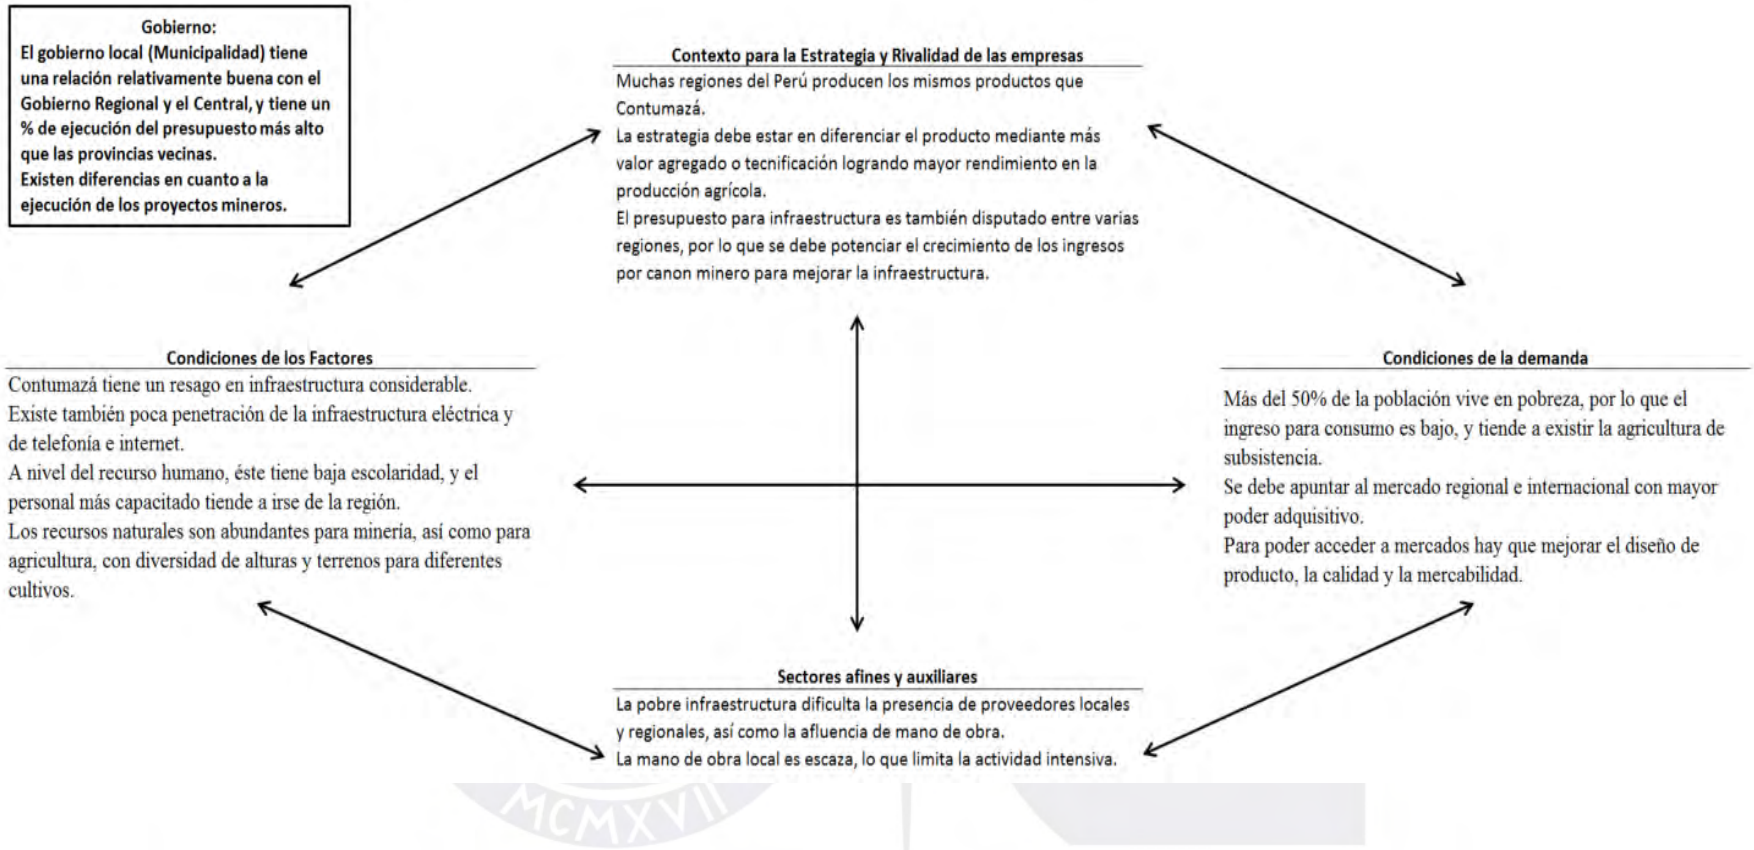 Gobierno:
El gobierno local (Municipalidad) tiene
una relación relativamente buena con el
Gobierno Regional y el Central, y tiene un
% de ejecución del presupuesto más alto
que las provincias vecinas.
Existen diferencias en cuanto a la
ejecución de los proyectos mineros.
Contexto para la Estrategia y Rivalidad de las empresas
Muchas regiones del Perú producen los mismos productos que
Contumazá.
La estrategia debe estar en diferenciar el producto mediante más
valor agregado o tecnificación logrando mayor rendimiento en la
producción agrícola.
El presupuesto para infraestructura es también disputado entre varias
regiones, por lo que se debe potenciar el crecimiento de los ingresos
por canon minero para mejorar la infraestructura.
Condiciones de los Factores
Contumazá tiene un resago en infraestructura considerable.
Existe también poca penetración de la infraestructura eléctrica y
de telefonía e internet.
A nivel del recurso humano, éste tiene baja escolaridad, y el
personal más capacitado tiende a irse de la región.
Los recursos naturales son abundantes para minería, así como para
agricultura, con diversidad de alturas y terrenos para diferentes
cultivos.
Condiciones de la demanda
Más del 50% de la población vive en pobreza, por lo que el
ingreso para consumo es bajo, y tiende a existir la agricultura de
subsistencia.
Se debe apuntar al mercado regional e internacional con mayor
poder adquisitivo.
Para poder acceder a mercados hay que mejorar el diseño de
producto, la calidad y la mercabilidad.
Sectores afines y auxiliares
La pobre infraestructura dificulta la presencia de proveedores locales
y regionales, así como la afluencia de mano de obra.
La mano de obra local es escaza, lo que limita la actividad intensiva.
MCMXVII